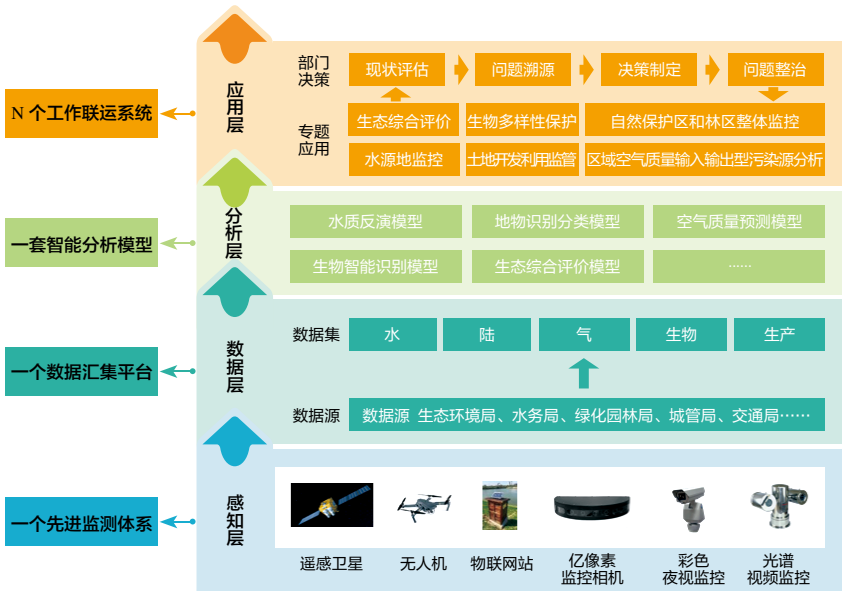 N 个工作联运系统
应用层
部门
决策
现状评估
问题溯源
决策制定
问题整治
专题
应用
生态综合评价
生物多样性保护
自然保护区和林区整体监控
水源地监控
土地开发利用监管
区域空气质量输入输出型污染源分析
一套智能分析模型
分析层
水质反演模型
地物识别分类模型
空气质量预测模型
生物智能识别模型
生态综合评价模型
……
一个数据汇集平台
数据层
数据集
水
陆
气
生物
生产
数据源
数据源 生态环境局、水务局、绿化园林局、城管局、交通局……
一个先进监测体系
感知层
遥感卫星
无人机
物联网站
亿像素
监控相机
彩色
夜视监控
光谱
视频监控